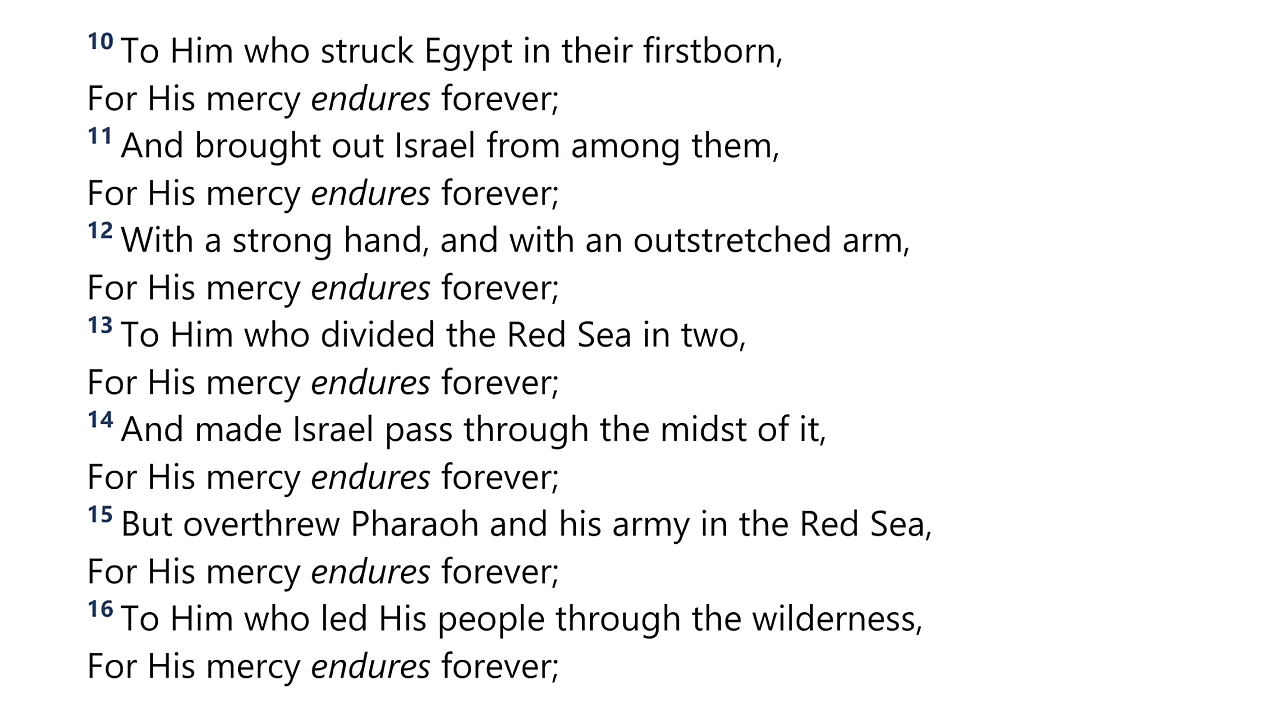 10 To Him who struck Egypt in their firstborn,
For His mercy endures forever;
11 And brought out Israel from among them,
For His mercy endures forever;
12 With a strong hand, and with an outstretched arm,
For His mercy endures forever;
13 To Him who divided the Red Sea in two,
For His mercy endures forever;
14 And made Israel pass through the midst of it,
For His mercy endures forever;
15 But overthrew Pharaoh and his army in the Red Sea,
For His mercy endures forever;
16 To Him who led His people through the wilderness,
For His mercy endures forever;